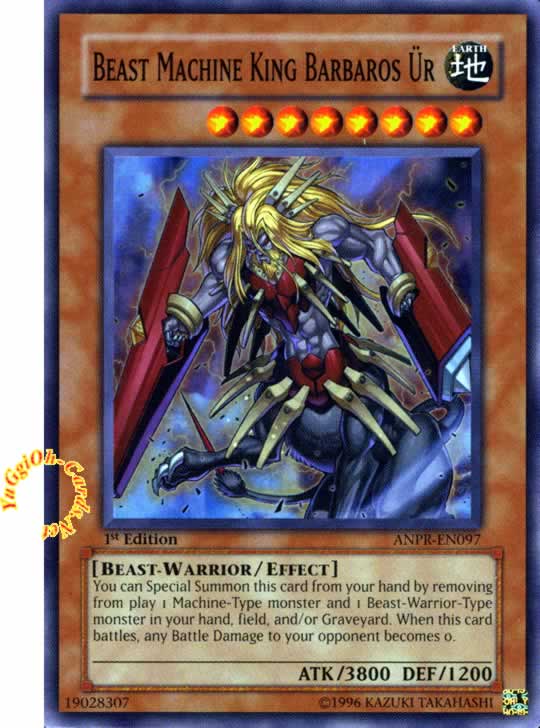 BEAST MACHINE KING BARBAROS ÜR
EARTH
地
1st Edition
ANPR-EN097
[BEAST-WARRIOR/EFFECT]
You can Special Summon this card from your hand by removing
from play 1 Machine-Type monster and 1 Beast-Warrior-Type
monster in your hand, field, and/or Graveyard. When this card
battles, any Battle Damage to your opponent becomes 0.
ATK/3800 DEF/1200
19028307
©1996 KAZUKI TAKAHASHI
YuGgiOh-Cards.Net